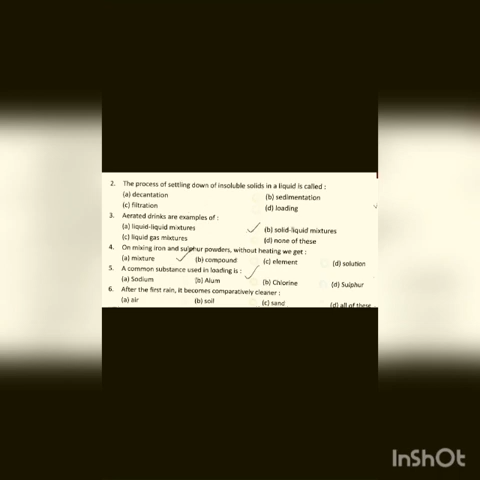 2. The process of settling down of insoluble solids in a liquid is called :
(a) decantation (b) sedimentation
(c) filtration (d) loading
3. Aerated drinks are examples of :
(a) liquid-liquid mixtures (b) solid-liquid mixtures
(c) liquid gas mixtures (d) none of these
4. On mixing iron and sulphur powders, without heating we get :
(a) mixture (b) compound (c) element (d) solution
5. A common substance used in loading is :
(a) Sodium (b) Alum (b) Chlorine (d) Sulphur
6. After the first rain, it becomes comparatively cleaner :
(a) air (b) soil (c) sand (d) all of these
InShOt